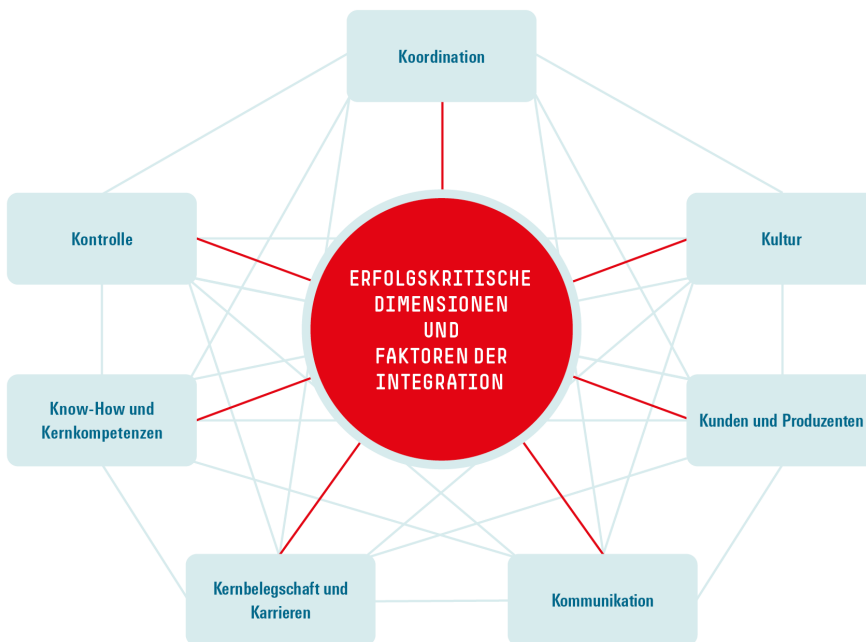 Koordination
Kontrolle
Kultur
ERFOLGSKRITISCHE
DIMENSIONEN
UND
FAKTOREN DER
INTEGRATION
Know-How und
Kernkompetenzen
Kunden und Produzenten
Kernbelegschaft und
Karrieren
Kommunikation